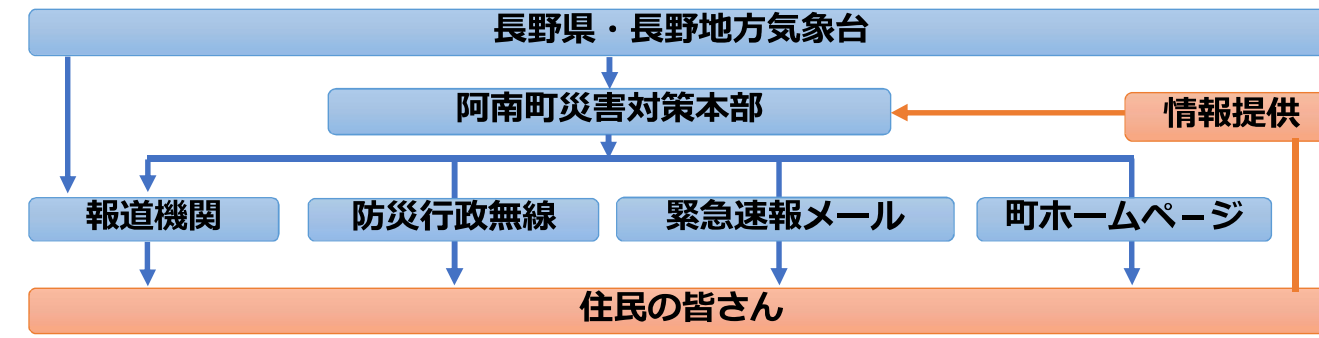 長野県・長野地方気象台
阿南町災害対策本部
情報提供
報道機関
防災行政無線
緊急速報メール
町ホームページ
住民の皆さん